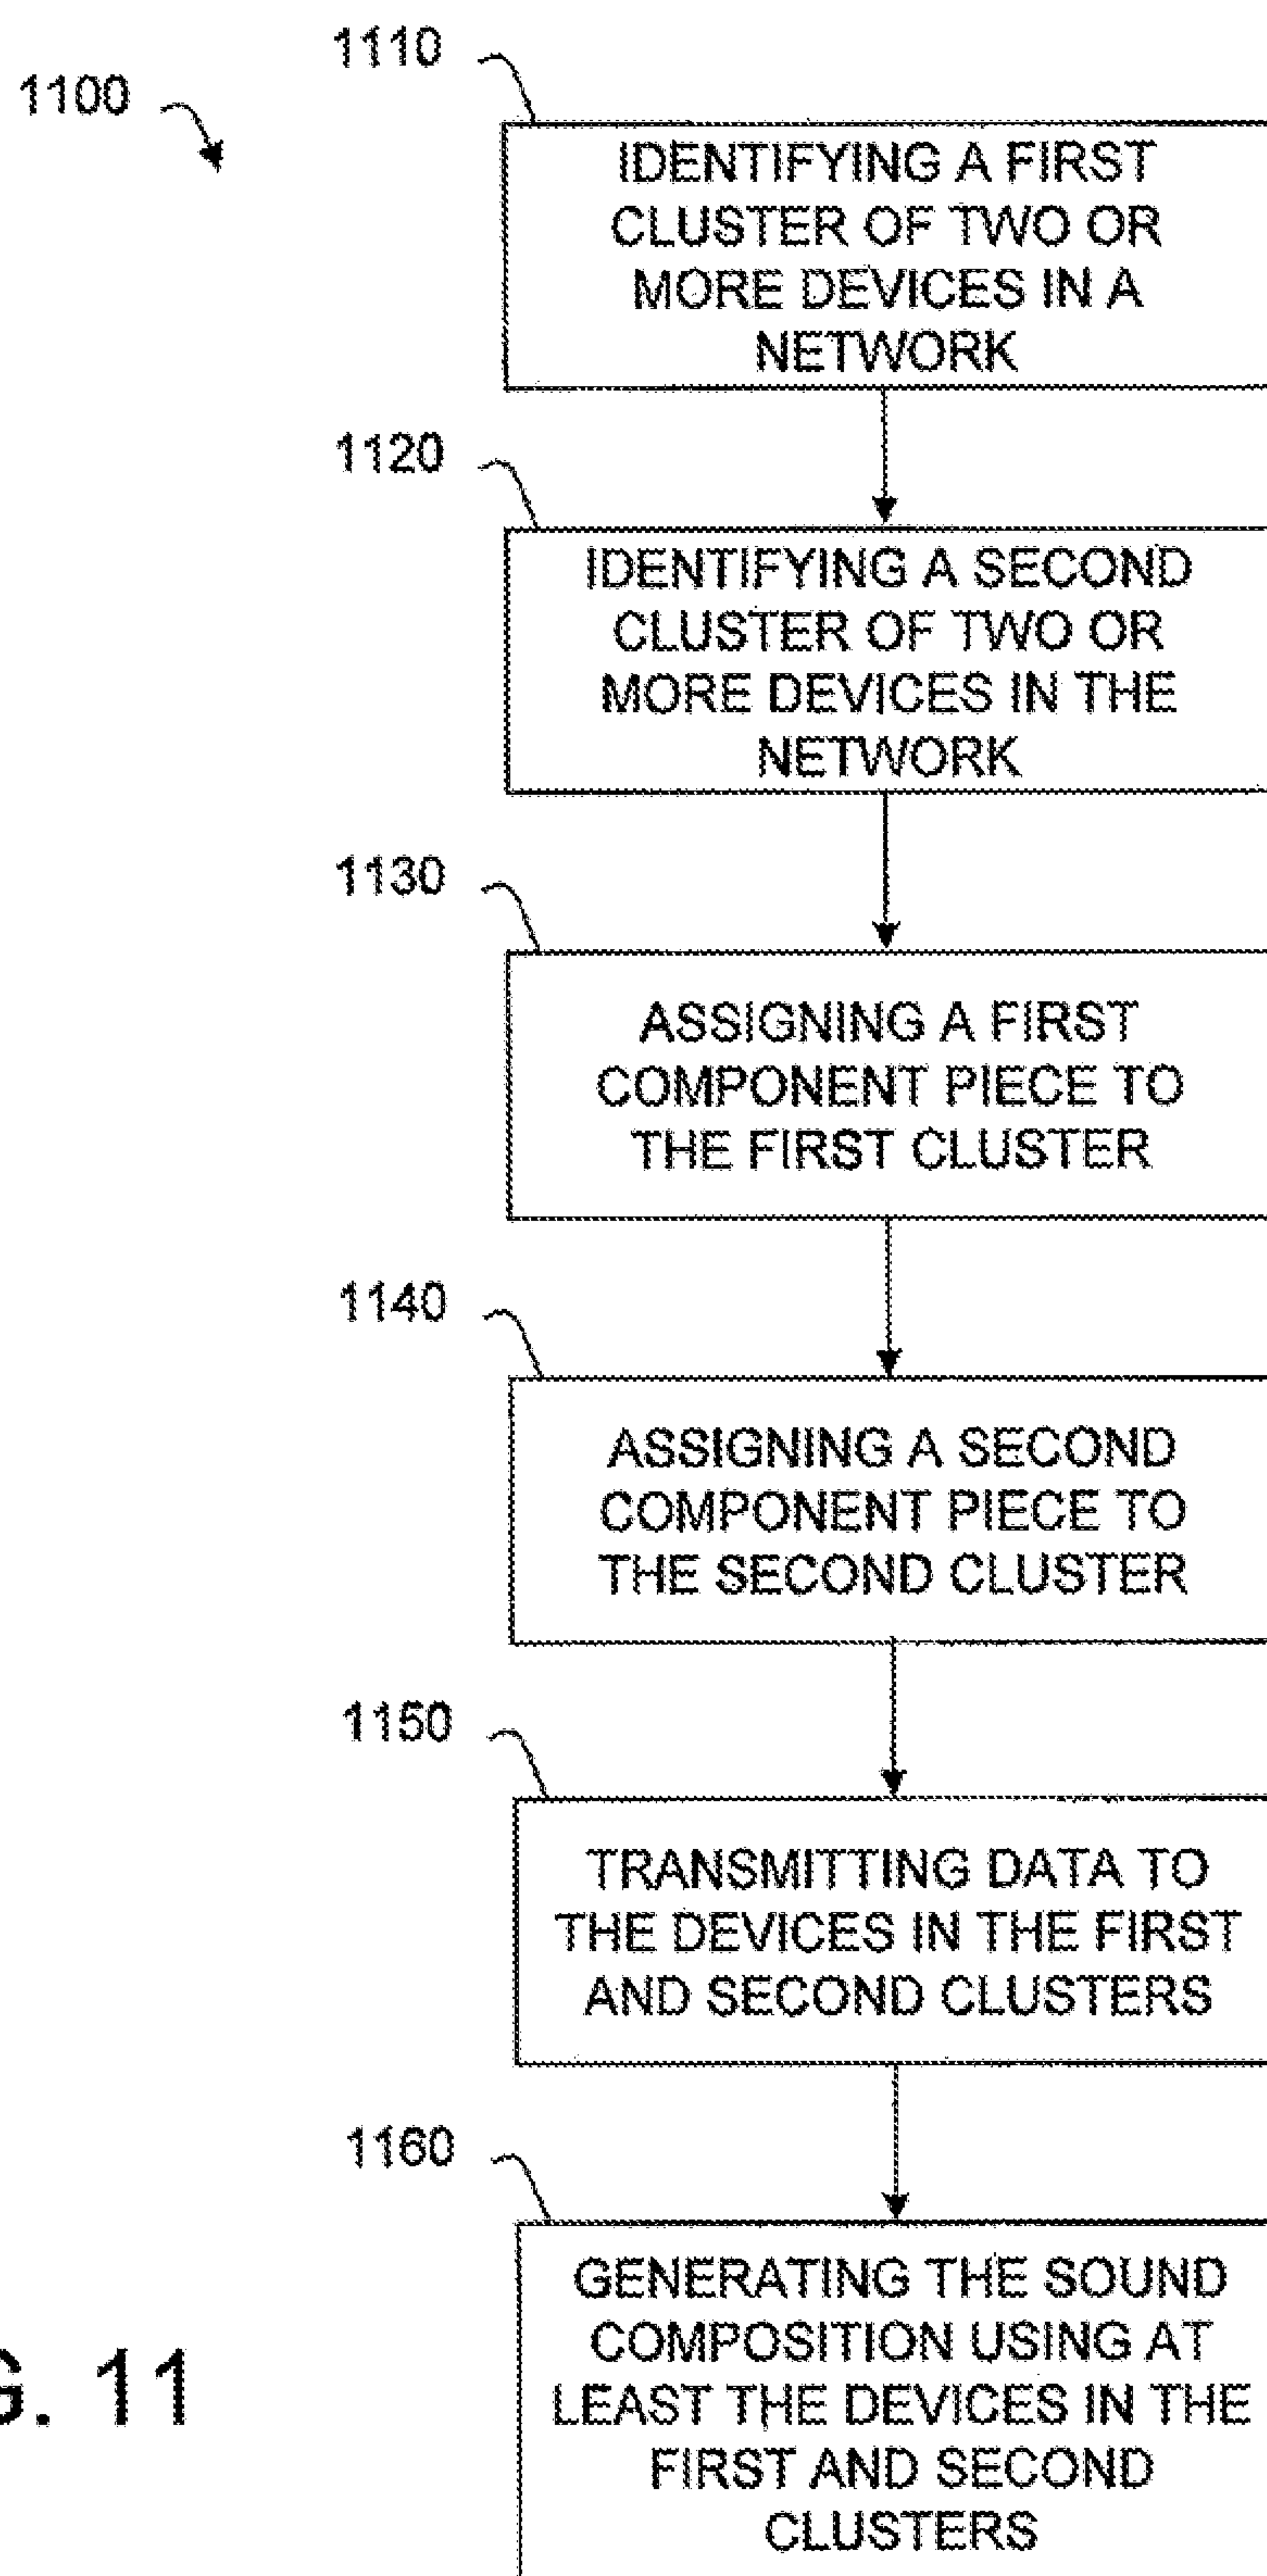 1100
1110
IDENTIFYING A FIRST
CLUSTER OF TWO OR
MORE DEVICES IN A
NETWORK
1120
IDENTIFYING A SECOND
CLUSTER OF TWO OR
MORE DEVICES IN THE
NETWORK
1130
ASSIGNING A FIRST
COMPONENT PIECE TO
THE FIRST CLUSTER
1140
ASSIGNING A SECOND
COMPONENT PIECE TO
THE SECOND CLUSTER
1150
TRANSMITTING DATA TO
THE DEVICES IN THE FIRST
AND SECOND CLUSTERS
1160
GENERATING THE SOUND
COMPOSITION USING AT
LEAST THE DEVICES IN THE
FIRST AND SECOND
CLUSTERS
G. 11